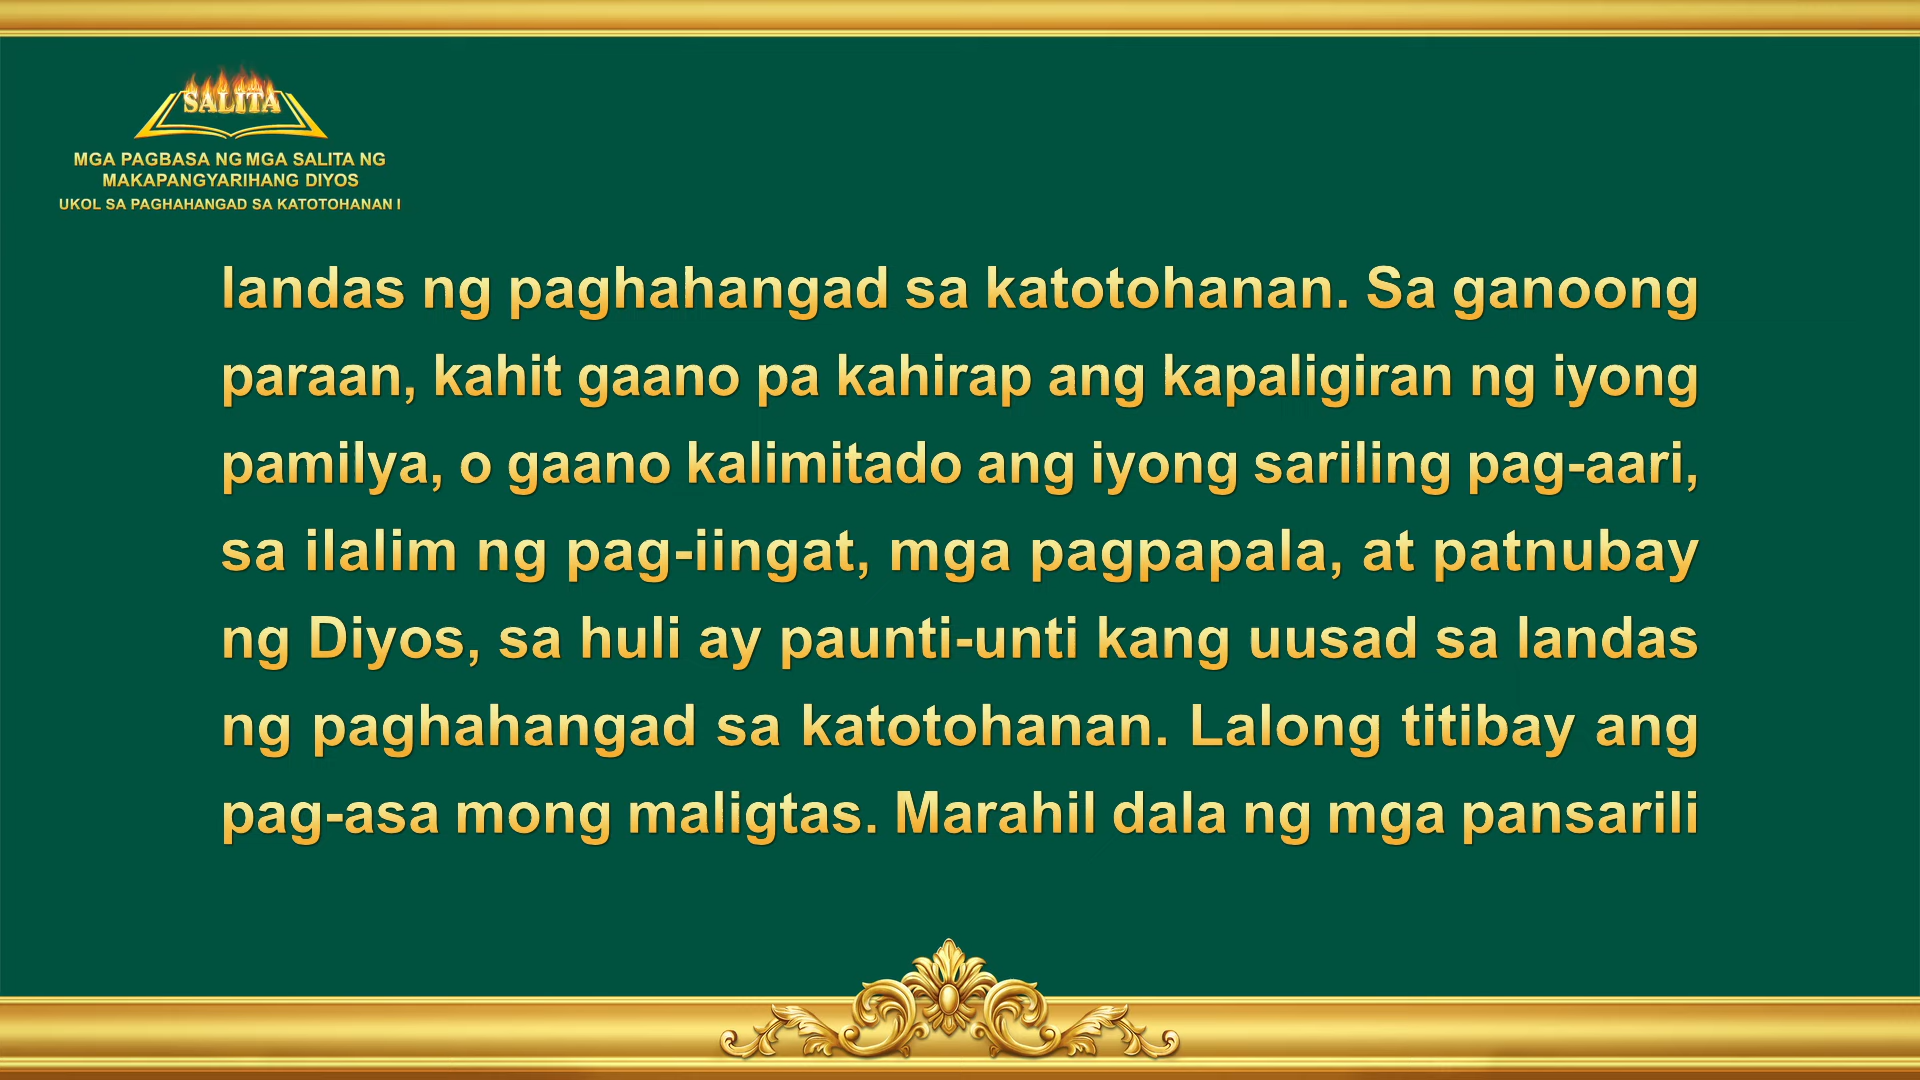 SALITA
MGA PAGBASA NG MGA SALITA NG
MAKAPANGYARIHANG DIYOS
UKOL SA PAGHAHANGAD SA KATOTOHANAN I
landas ng paghahangad sa katotohanan. Sa ganoong
paraan, kahit gaano pa kahirap ang kapaligiran ng iyong
pamilya, o gaano kalimitado ang iyong sariling pag-aari,
sa ilalim ng pag-iingat, mga pagpapala, at patnubay
ng Diyos, sa huli ay paunti-unti kang uusad sa landas
ng paghahangad sa katotohanan. Lalong titibay ang
pag-asa mong maligtas. Marahil dala ng mga pansarili